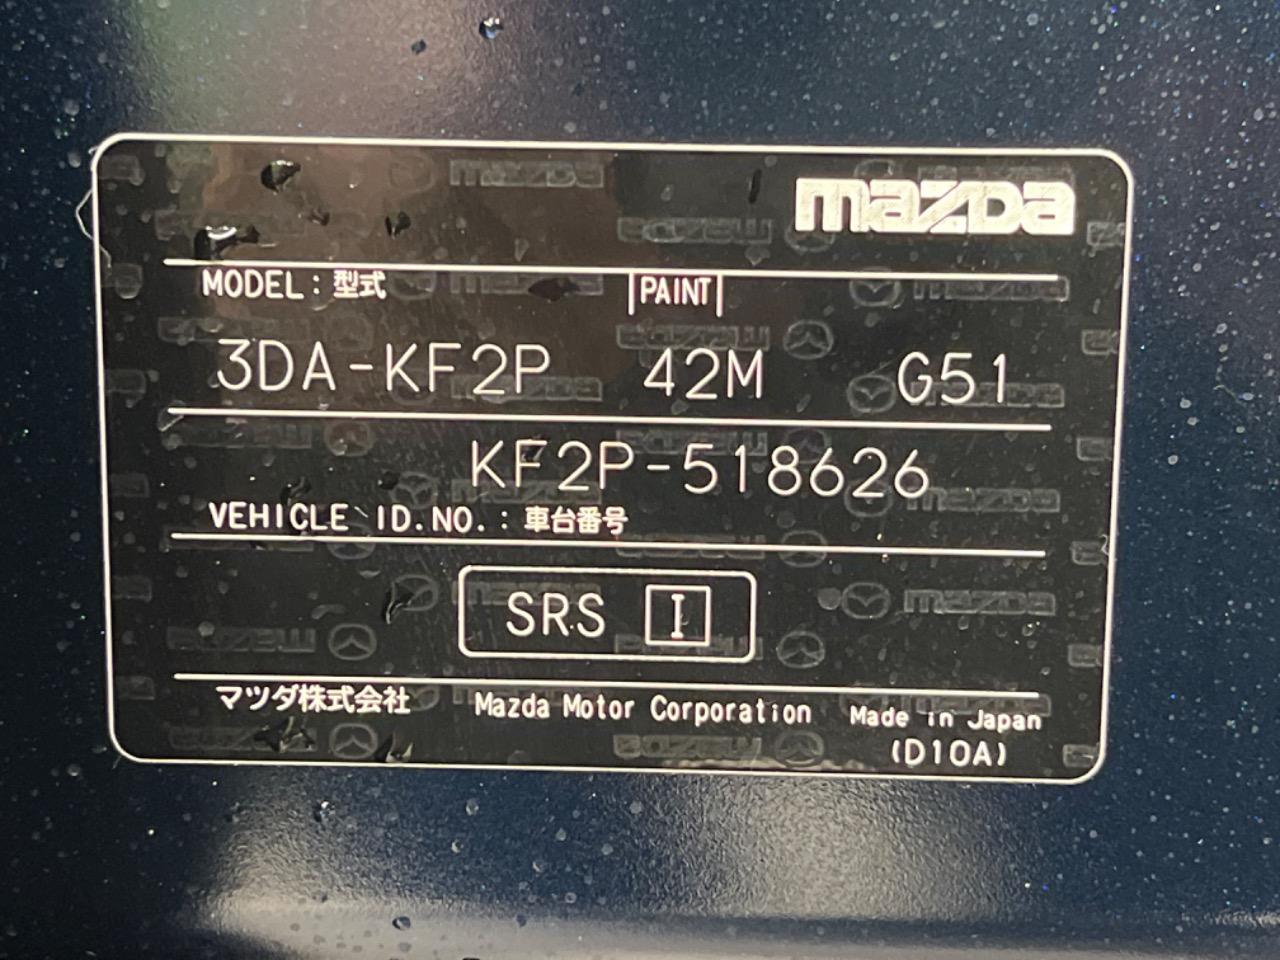 mazda
MODEL : 型式 PAINT
3DA-KF2P 42M G51
KF2P-518626
VEHICLE ID.NO. : 車台番号
SRS I
マツダ株式会社 Mazda Motor Corporation Made in Japan
(D10A)